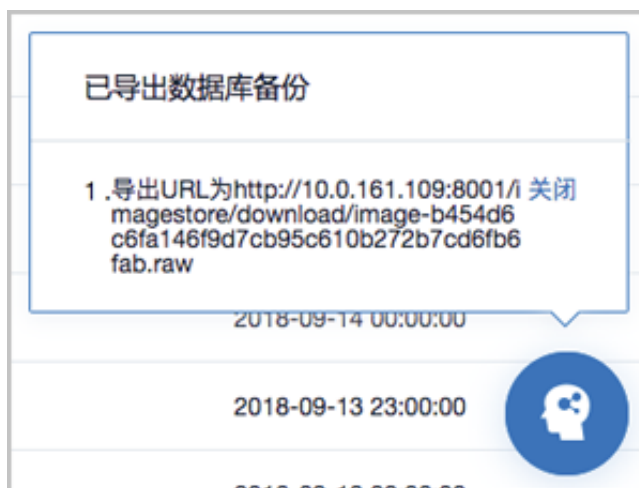 已导出数据库备份
1 .导出URL为http://10.0.161.109:8001/i 关闭
magestore/download/image-b454d6
c6fa146f9d7cb95c610b272b7cd6fb6
fab.raw
2018-09-14 00:00:00
2018-09-13 23:00:00